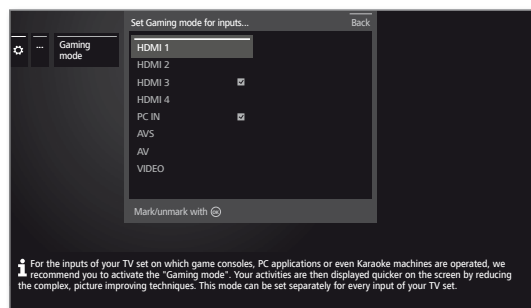 Set Gaming mode for inputs...
Back
...
Gaming
mode
HDMI 1
HDMI 2
HDMI 3
HDMI 4
PC IN
AVS
AV
VIDEO
Mark/unmark with OK
For the inputs of your TV set on which game consoles, PC applications or even Karaoke machines are operated, we
recommend you to activate the "Gaming mode". Your activities are then displayed quicker on the screen by reducing
the complex, picture improving techniques. This mode can be set separately for every input of your TV set.